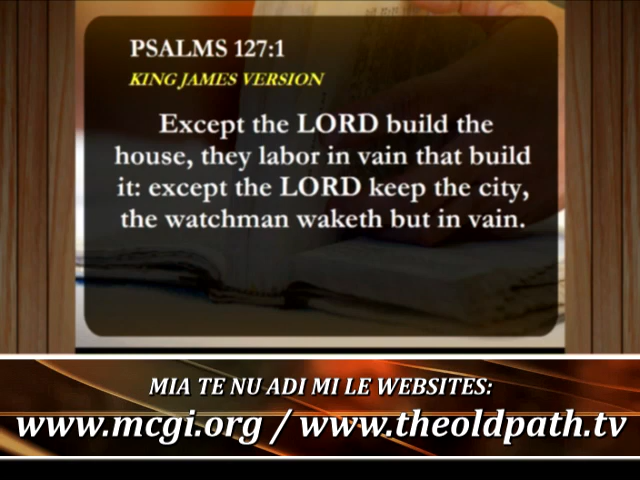 PSALMS 127:1
KING JAMES VERSION
Except the LORD build the
house, they labor in vain that build
it: except the LORD keep the city,
the watchman waketh but in vain.
MIA TE NU ADI MI LE WEBSITES:
www.mcgi.org / www.theoldpath.tv